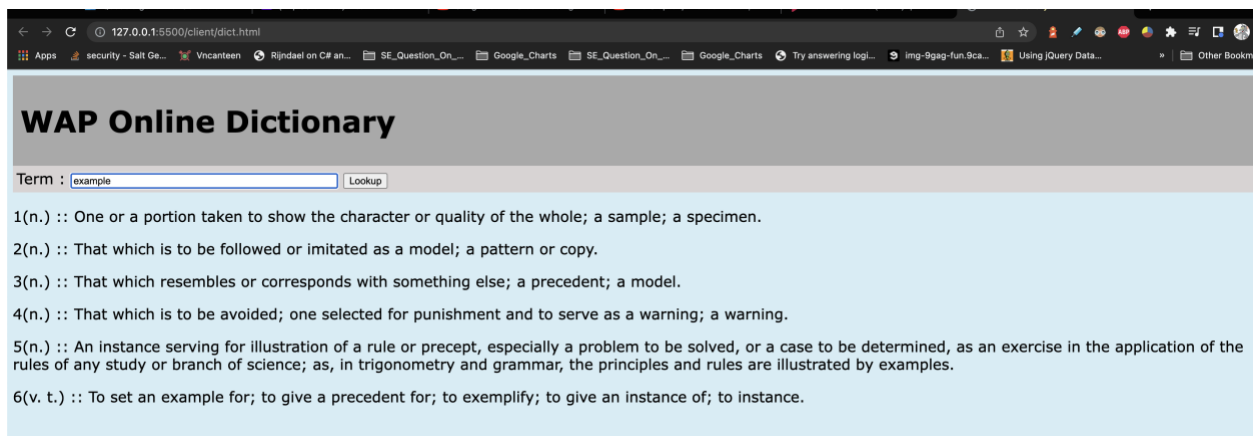 127.0.0.1:5500/client/dict.html
Apps security - Salt Ge... Vncanteen Rijndael on C# an... SE_Question_On_... Google_Charts SE_Question_On_... Google_Charts Try answering logi... img-9gag-fun.9ca... Using jQuery Data... » Other Bookm
WAP Online Dictionary
Term : example Lookup
1(n.) :: One or a portion taken to show the character or quality of the whole; a sample; a specimen.
2(n.) :: That which is to be followed or imitated as a model; a pattern or copy.
3(n.) :: That which resembles or corresponds with something else; a precedent; a model.
4(n.) :: That which is to be avoided; one selected for punishment and to serve as a warning; a warning.
5(n.) :: An instance serving for illustration of a rule or precept, especially a problem to be solved, or a case to be determined, as an exercise in the application of the
rules of any study or branch of science; as, in trigonometry and grammar, the principles and rules are illustrated by examples.
6(v. t.) :: To set an example for; to give a precedent for; to exemplify; to give an instance of; to instance.